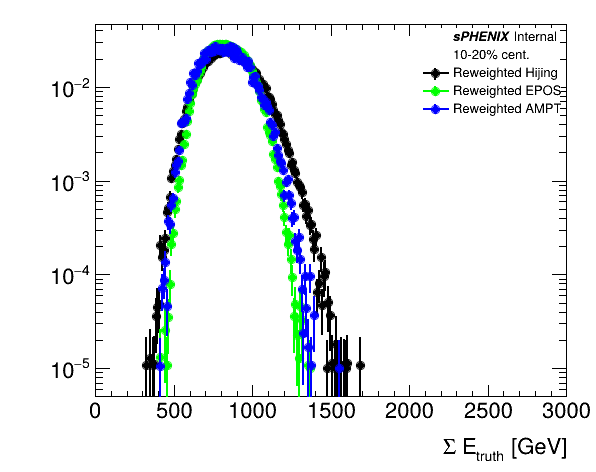 sPHENIX Internal
10-20% cent.
Reweighted Hijing
Reweighted EPOS
Reweighted AMPT
10⁻²
10⁻³
10⁻⁴
10⁻⁵
0 500 1000 1500 2000 2500 3000
Σ E_truth [GeV]